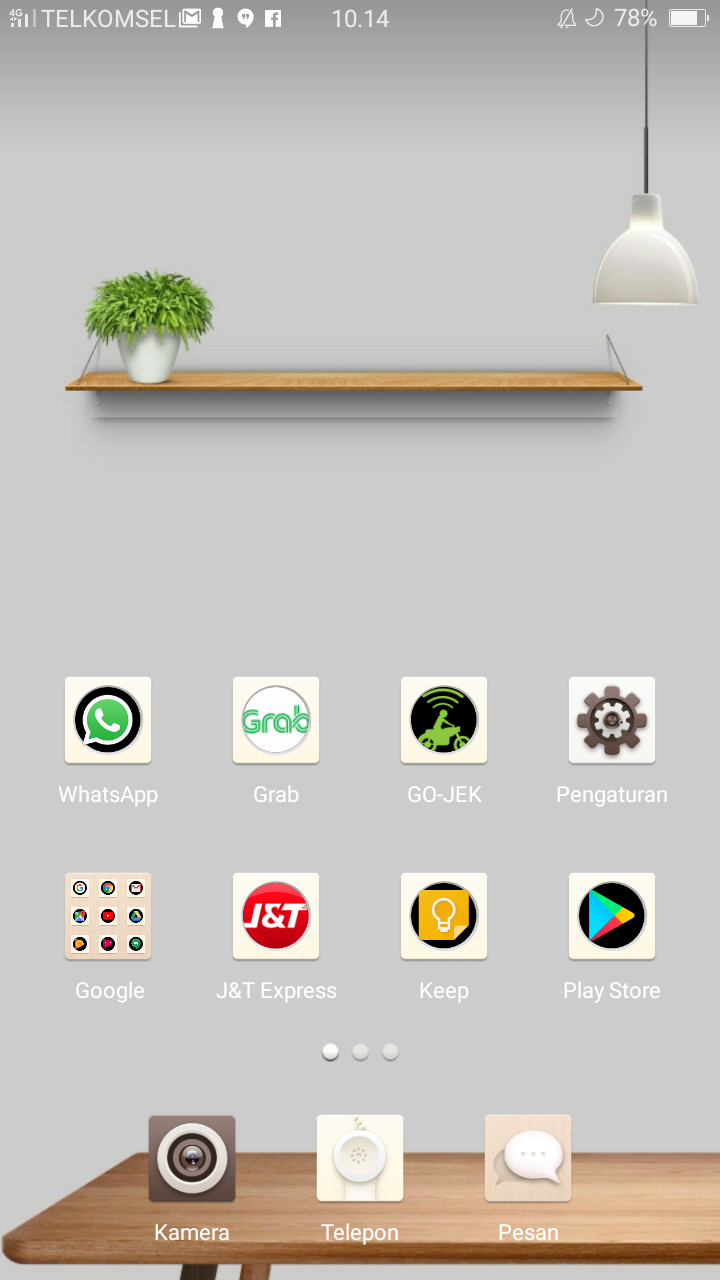 4G TELKOMSEL 10.14 78%
WhatsApp Grab GO-JEK Pengaturan
Grab
J&T
Google J&T Express Keep Play Store
Kamera Telepon Pesan